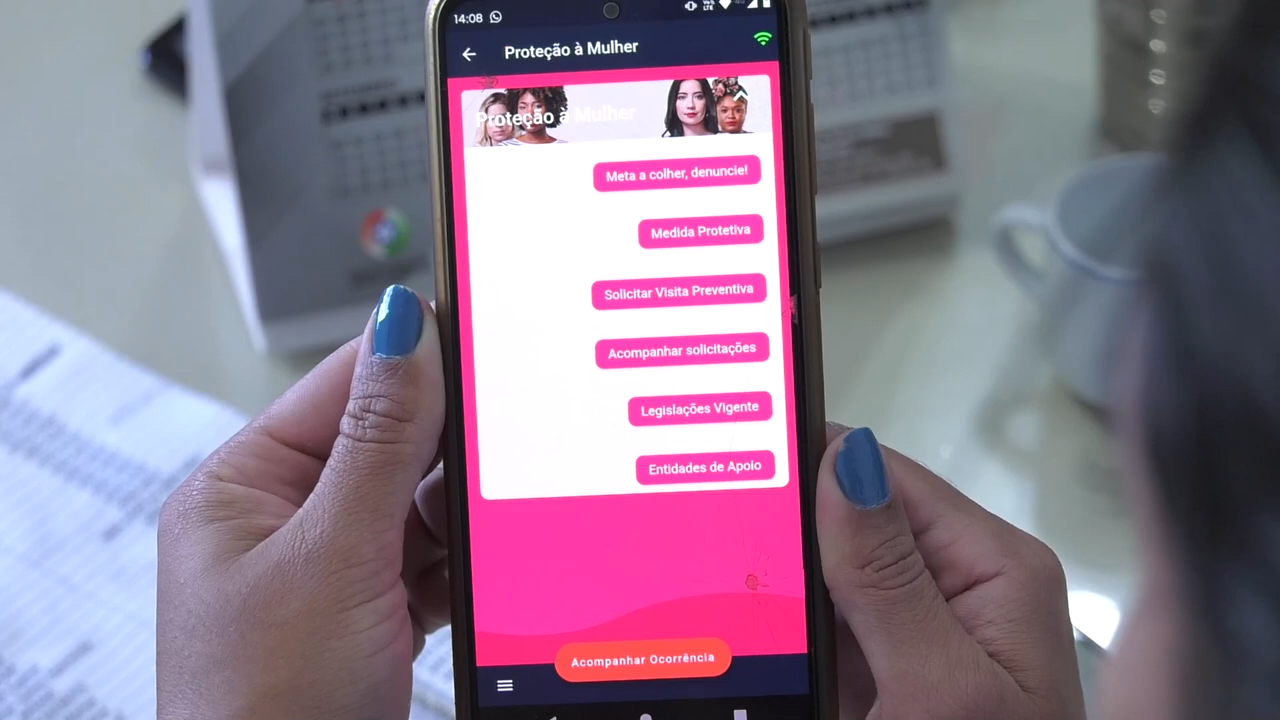 14:08
Proteção à Mulher
Proteção à Mulher
Meta a colher, denuncie!
Medida Protetiva
Solicitar Visita Preventiva
Acompanhar solicitações
Legislações Vigente
Entidades de Apoio
Acompanhar Ocorrência